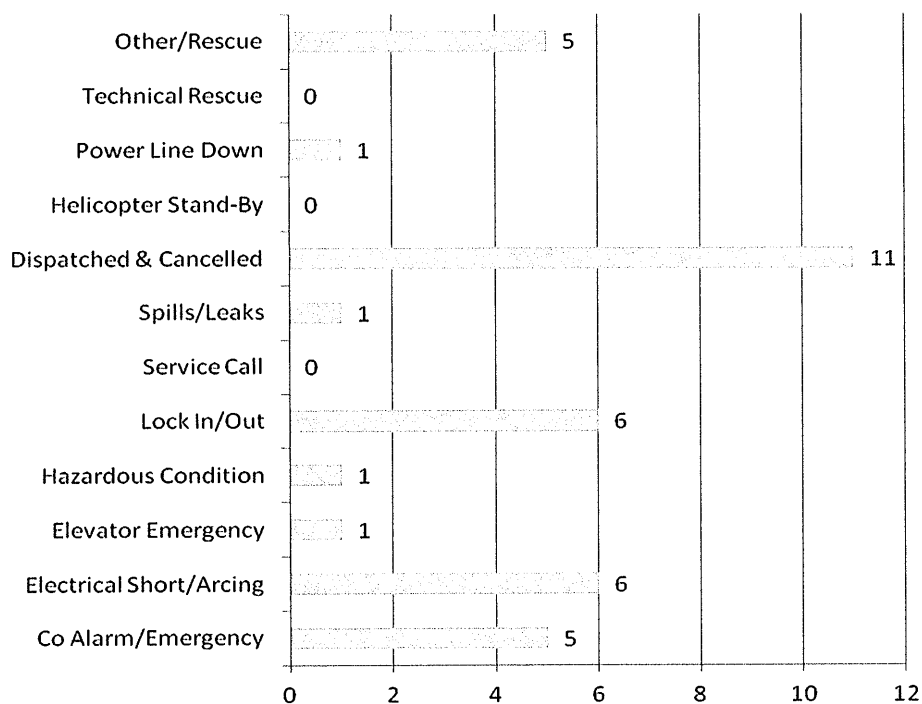 Other/Rescue 5
Technical Rescue 0
Power Line Down 1
Helicopter Stand-By 0
Dispatched & Cancelled 11
Spills/Leaks 1
Service Call 0
Lock In/Out 6
Hazardous Condition 1
Elevator Emergency 1
Electrical Short/Arcing 6
Co Alarm/Emergency 5
0 2 4 6 8 10 12